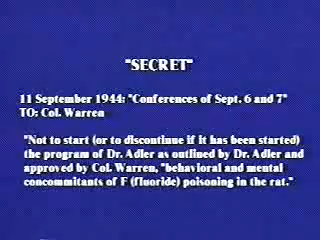 "SECRET"
11 September 1944: "Conferences of Sept. 6 and 7"
TO: Col. Warren
"Not to start (or to discontinue if it has been started)
the program of Dr. Adler as outlined by Dr. Adler and
approved by Col. Warren, "behavioral and mental
concommitants of F (fluoride) poisoning in the rat."